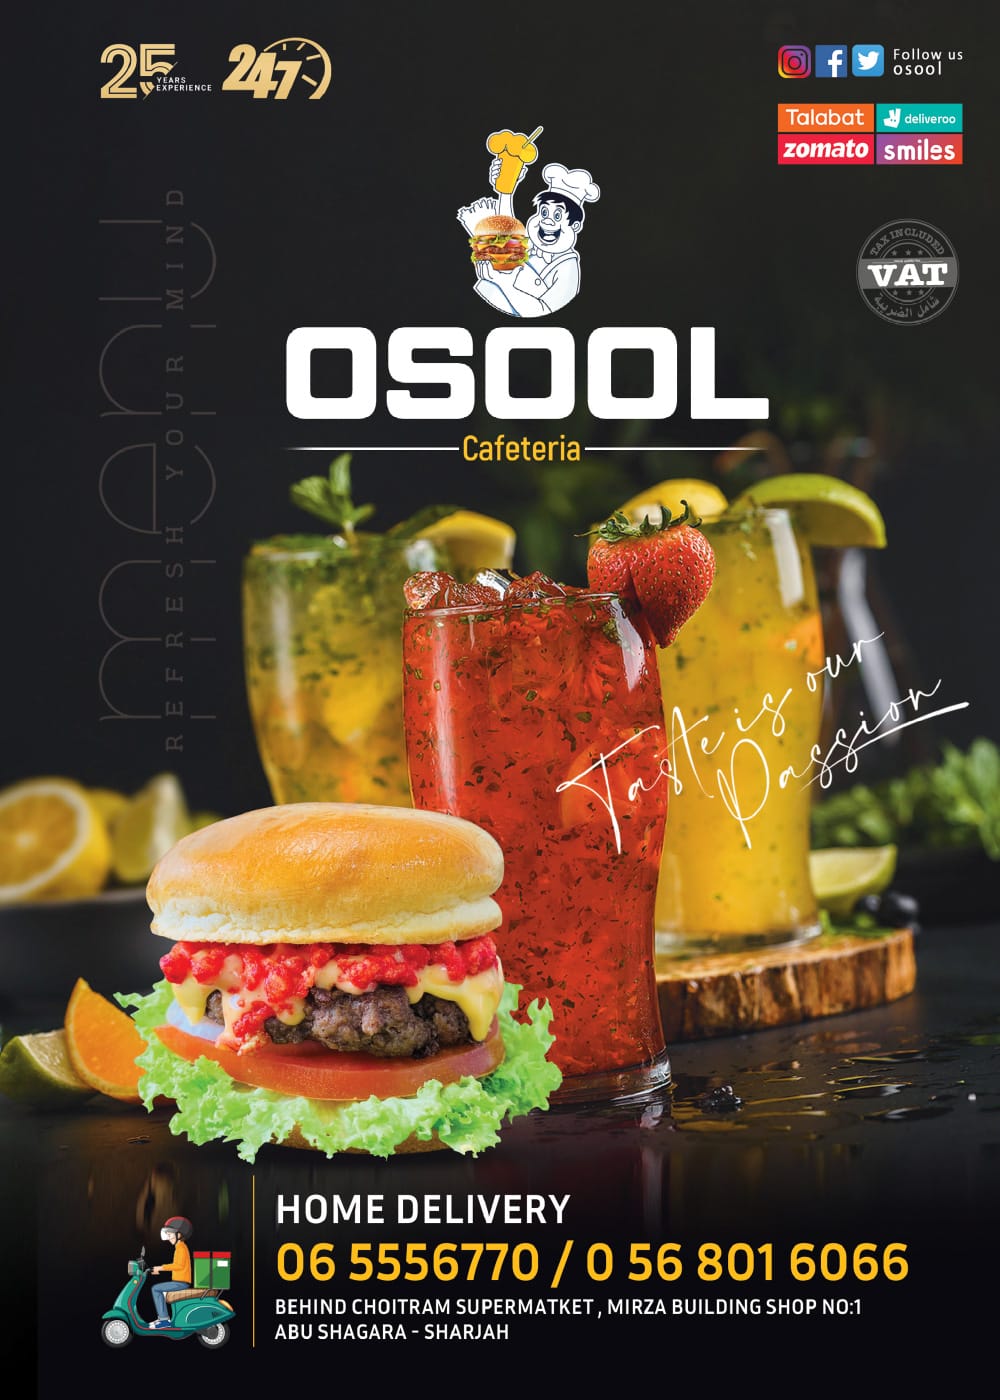 25 YEARS
EXPERIENCE
247
Follow us
osool
Talabat
deliveroo
zomato
smiles
TAX INCLUDED
VAT
شامل الضريبة
menu
REFRESH YOUR MIND
OSOOL
Cafeteria
Taste is our
Passion
HOME DELIVERY
06 5556770 / 0 56 801 6066
BEHIND CHOITRAM SUPERMATKET , MIRZA BUILDING SHOP NO:1
ABU SHAGARA - SHARJAH